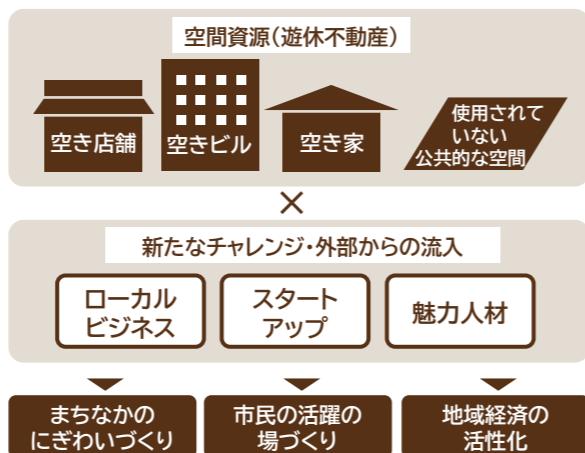 空間資源(遊休不動産)
空き店舗
空きビル
空き家
使用されて
いない
公共的な空間
×
新たなチャレンジ・外部からの流入
ローカル
ビジネス
スタート
アップ
魅力人材
まちなかの
にぎわいづくり
市民の活躍の
場づくり
地域経済の
活性化